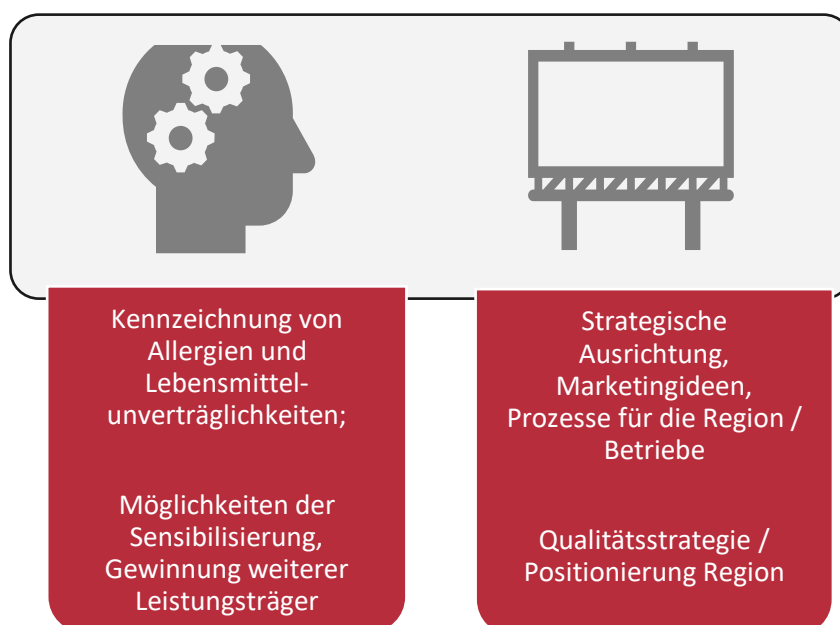 Kennzeichnung von
Allergien und
Lebensmittel-
unverträglichkeiten;
Möglichkeiten der
Sensibilisierung,
Gewinnung weiterer
Leistungsträger
Strategische
Ausrichtung,
Marketingideen,
Prozesse für die Region /
Betriebe
Qualitätsstrategie /
Positionierung Region